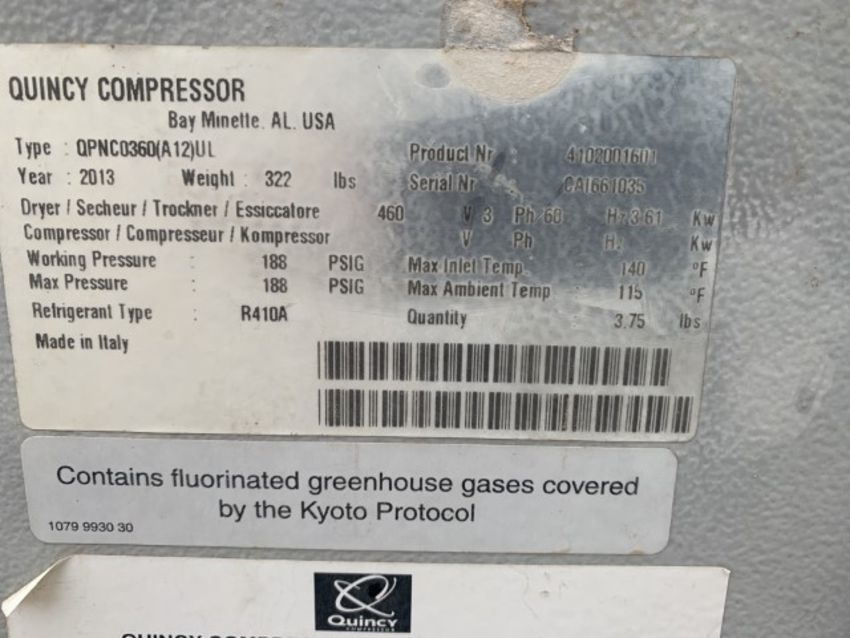 QUINCY COMPRESSOR
Bay Minette. AL. USA
Type : QPNC0360(A12)UL Product Nr 4102001601
Year : 2013 Weight : 322 lbs Serial Nr CAI661035
Dryer / Secheur / Trockner / Essiccatore 460 V 3 Ph/60 Hz 3.61 Kw
Compressor / Compresseur / Kompressor V Ph Hz Kw
Working Pressure : 188 PSIG Max Inlet Temp 140 °F
Max Pressure : 188 PSIG Max Ambient Temp 115 °F
Refrigerant Type : R410A Quantity 3.75 lbs
Made in Italy
Contains fluorinated greenhouse gases covered
by the Kyoto Protocol
1079 9930 30
Quincy
COMPRESSOR